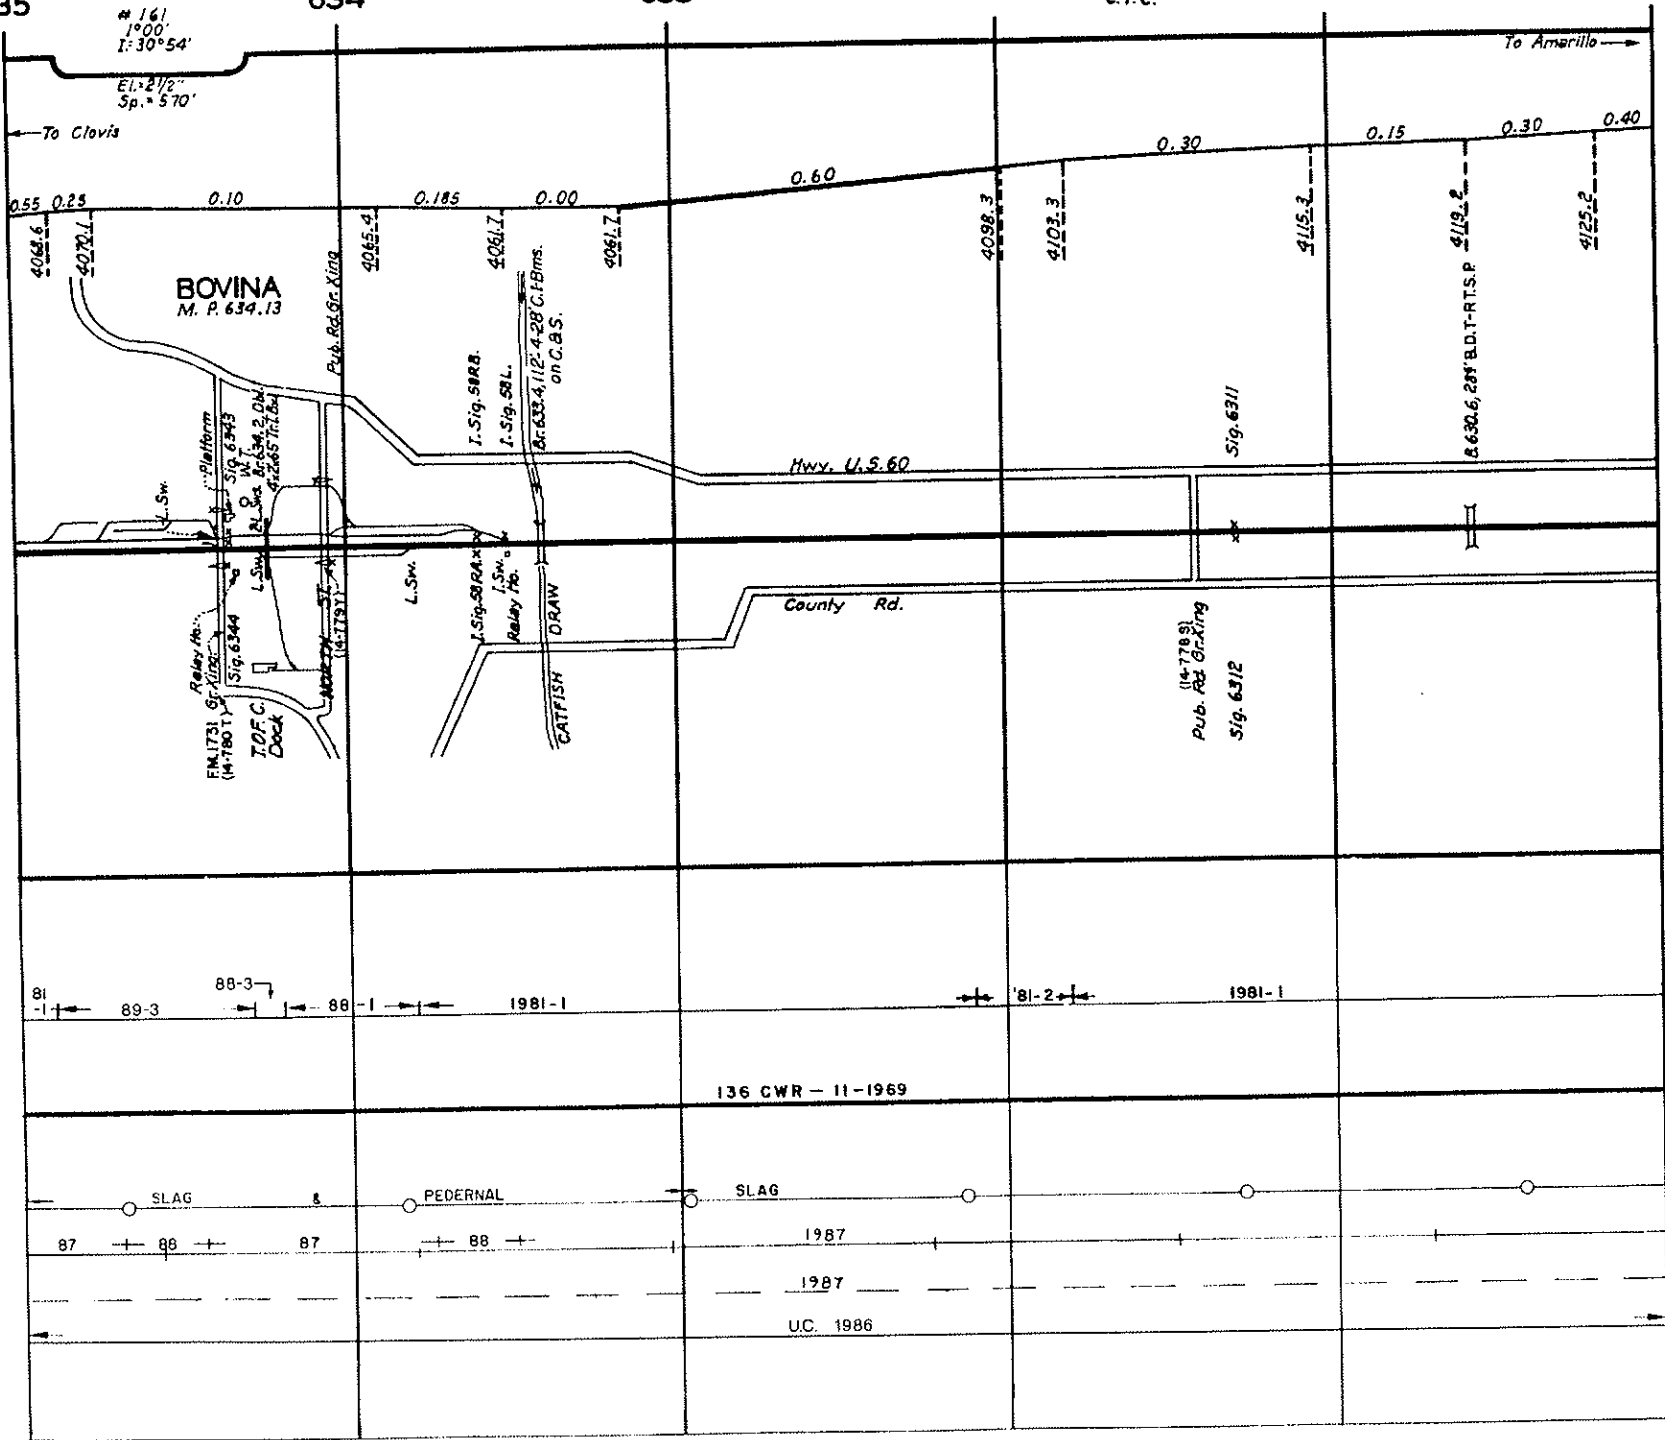 634
# 161
1°00'
I=30°54'
El.=2 1/2"
Sp.=570'
To Amarillo
To Clovis
0.55
0.25
0.10
0.185
0.00
0.60
0.30
0.15
0.30
0.40
4068.6
4070.1
4065.4
4061.7
4061.7
4098.3
4103.3
4115.3
4119.2
4125.2
BOVINA
M. P. 634.13
Pub. Rd. Gr. Xing
I. Sig. 58RB.
I. Sig. 58L.
Br. 633.4, 112'-4-28' C.I-Bms.
on C.&S.
Sig. 6311
B.630.6, 289' B.D.T-RT.S.P.
Platform
Sig. 6343
W.T.
Hwy. U.S. 60
L. Sw.
L. Sw.
L. Sw.
I. Sig. 58RA
I. Sw.
Relay Ho.
CATFISH DRAW
County Rd.
Relay Ho.
Gr. Xing
Sig. 6344
F.M. 1731
(14-780 T)
T.O.F.C.
Dock
NORTH ST.
(14-779 T)
(14-778 S)
Pub. Rd. Gr. Xing
Sig. 6312
81
-1
89-3
88-3
88-1
1981-1
'81-2
1981-1
136 CWR — 11-1969
SLAG & PEDERNAL
SLAG
87
88
87
88
1987
1987
U.C. 1986